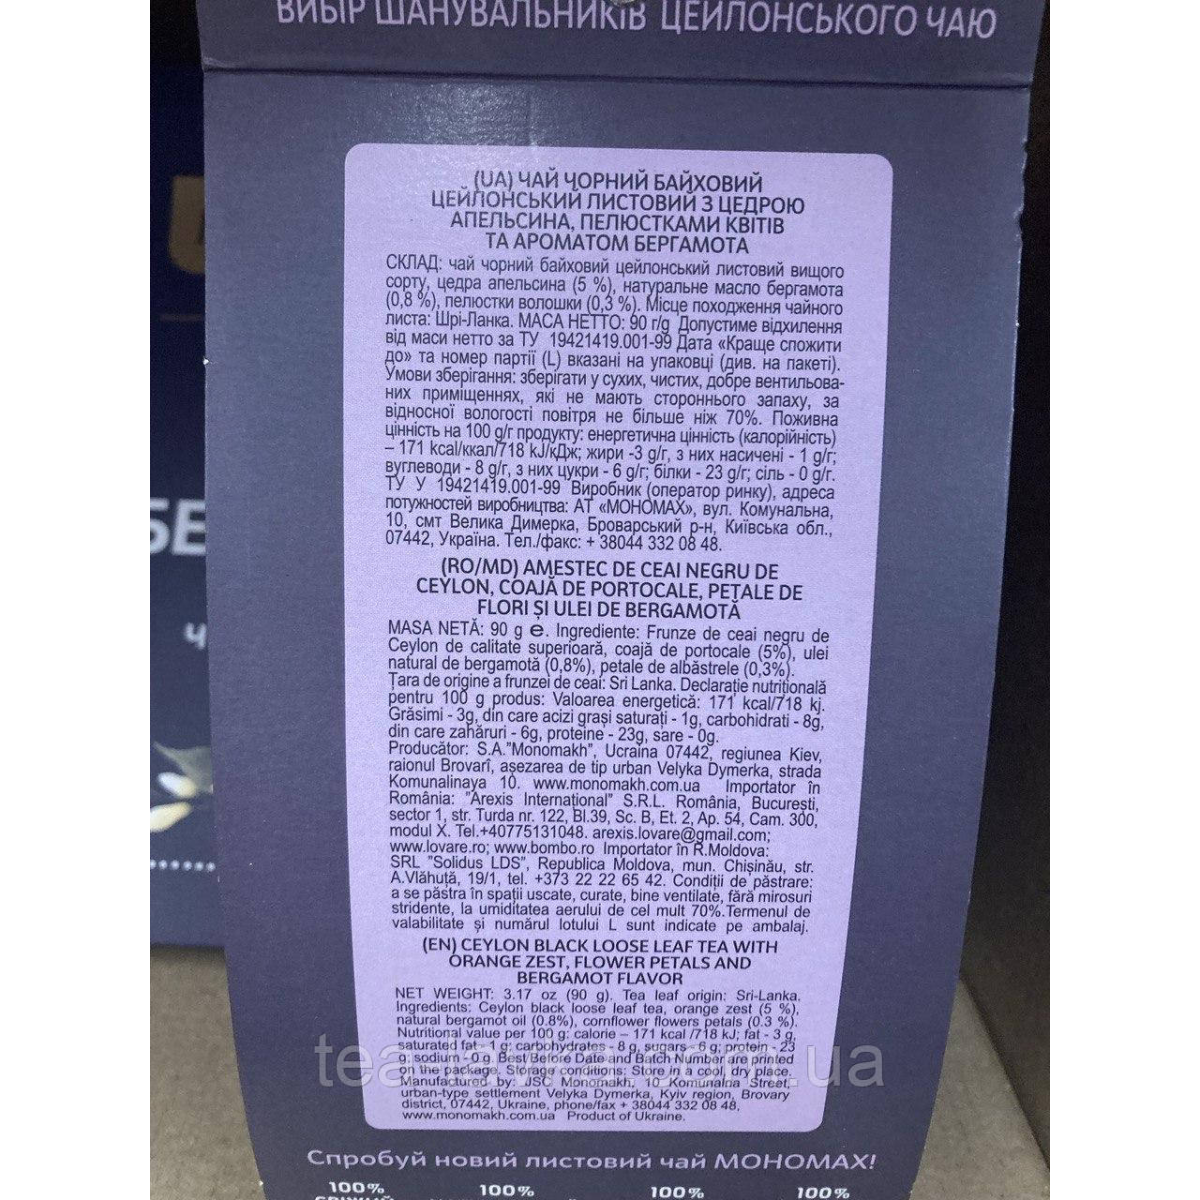 ВИБІР ШАНУВАЛЬНИКІВ ЦЕЙЛОНСЬКОГО ЧАЮ
(UA) ЧАЙ ЧОРНИЙ БАЙХОВИЙ
ЦЕЙЛОНСЬКИЙ ЛИСТОВИЙ З ЦЕДРОЮ
АПЕЛЬСИНА, ПЕЛЮСТКАМИ КВІТІВ
ТА АРОМАТОМ БЕРГАМОТА
СКЛАД: чай чорний байховий цейлонський листовий вищого
сорту, цедра апельсина (5 %), натуральне масло бергамота
(0,8 %), пелюстки волошки (0,3 %). Місце походження чайного
листа: Шрі-Ланка. МАСА НЕТТО: 90 г/g Допустиме відхилення
від маси нетто за ТУ 19421419.001-99 Дата «Краще спожити
до» та номер партії (L) вказані на упаковці (див. на пакеті).
Умови зберігання: зберігати у сухих, чистих, добре вентильова-
них приміщеннях, які не мають стороннього запаху, за
відносної вологості повітря не більше ніж 70%. Поживна
цінність на 100 g/г продукту: енергетична цінність (калорійність)
– 171 kcal/ккал/718 kJ/кДж; жири -3 g/г, з них насичені - 1 g/г;
вуглеводи - 8 g/г, з них цукри - 6 g/г; білки - 23 g/г; сіль - 0 g/г.
ТУ У 19421419.001-99 Виробник (оператор ринку), адреса
потужностей виробництва: АТ «МОНОМАХ», вул. Комунальна,
10, смт Велика Димерка, Броварський р-н, Київська обл.,
07442, Україна. Тел./факс: + 38044 332 08 48.
(RO/MD) AMESTEC DE CEAI NEGRU DE
CEYLON, COAJĂ DE PORTOCALE, PETALE DE
FLORI ȘI ULEI DE BERGAMOTĂ
MASA NETĂ: 90 g e. Ingrediente: Frunze de ceai negru de
Ceylon de calitate superioară, coajă de portocale (5%), ulei
natural de bergamotă (0,8%), petale de albăstrele (0,3%).
Țara de origine a frunzei de ceai: Sri Lanka. Declarație nutrițională
pentru 100 g produs: Valoarea energetică: 171 kcal/718 kj.
Grăsimi - 3g, din care acizi grași saturați - 1g, carbohidrati - 8g,
din care zahăruri - 6g, proteine - 23g, sare - 0g.
Producător: S.A."Monomakh", Ucraina 07442, regiunea Kiev,
raionul Brovarî, așezarea de tip urban Velyka Dymerka, strada
Komunalinaya 10. www.monomakh.com.ua Importator în
România: "Arexis International" S.R.L. România, București,
sector 1, str. Turda nr. 122, Bl.39, Sc. B, Et. 2, Ap. 54, Cam. 300,
modul X. Tel.+40775131048. arexis.lovare@gmail.com;
www.lovare.ro; www.bombo.ro Importator în R.Moldova:
SRL "Solidus LDS", Republica Moldova, mun. Chișinău, str.
A.Vlăhuță, 19/1, tel. +373 22 22 65 42. Condiții de păstrare:
a se păstra în spații uscate, curate, bine ventilate, fără mirosuri
stridente, la umiditatea aerului de cel mult 70%.Termenul de
valabilitate și numărul lotului L sunt indicate pe ambalaj.
(EN) CEYLON BLACK LOOSE LEAF TEA WITH
ORANGE ZEST, FLOWER PETALS AND
BERGAMOT FLAVOR
NET WEIGHT: 3.17 oz (90 g). Tea leaf origin: Sri-Lanka.
Ingredients: Ceylon black loose leaf tea, orange zest (5 %),
natural bergamot oil (0.8%), cornflower flowers petals (0.3 %).
Nutritional value per 100 g: calorie – 171 kcal /718 kJ; fat - 3 g,
saturated fat - 1 g; carbohydrates - 8 g, sugars - 6 g; protein - 23
g; sodium - 0 g. Best Before Date and Batch Number are printed
on the package. Storage conditions: Store in a cool, dry place.
Manufactured by: JSC Monomakh, 10 Komunalna Street,
urban-type settlement Velyka Dymerka, Kyiv region, Brovary
district, 07442, Ukraine, phone/fax + 38044 332 08 48,
www.monomakh.com.ua Product of Ukraine.
Спробуй новий листовий чай МОНОМАХ!
100% 100% 100% 100%